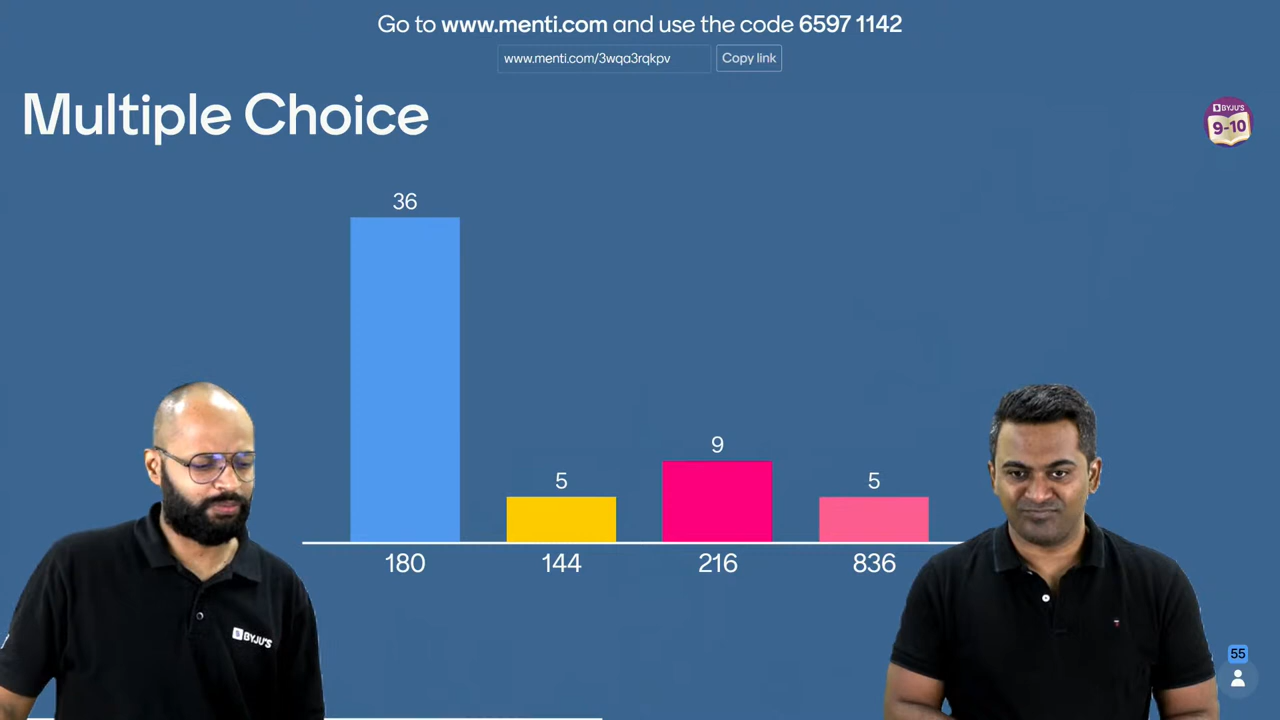 Go to www.menti.com and use the code 6597 1142
www.menti.com/3wqa3rqkpv
Copy link
Multiple Choice
BYJU'S
9-10
36
5
9
5
180
144
216
836
BYJU'S
55